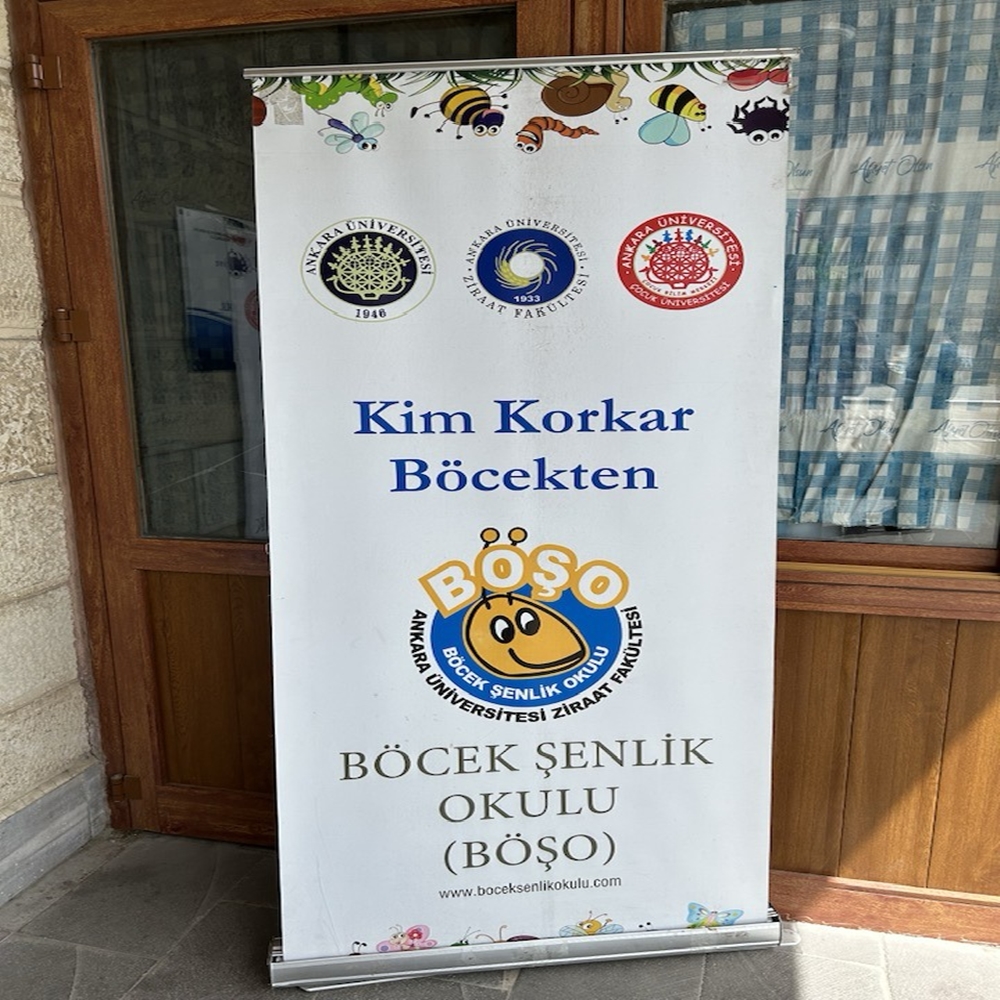 ANKARA ÜNİVERSİTESİ
1946
ANKARA ÜNİVERSİTESİ
ZİRAAT FAKÜLTESİ
1933
ANKARA ÜNİVERSİTESİ
ÇOCUK ÜNİVERSİTESİ
Kim Korkar
Böcekten
BÖŞO
BÖCEK ŞENLİK OKULU
ANKARA ÜNİVERSİTESİ ZİRAAT FAKÜLTESİ
BÖCEK ŞENLİK
OKULU
(BÖŞO)
www.boceksenlikokulu.com
Afiyet Olsun